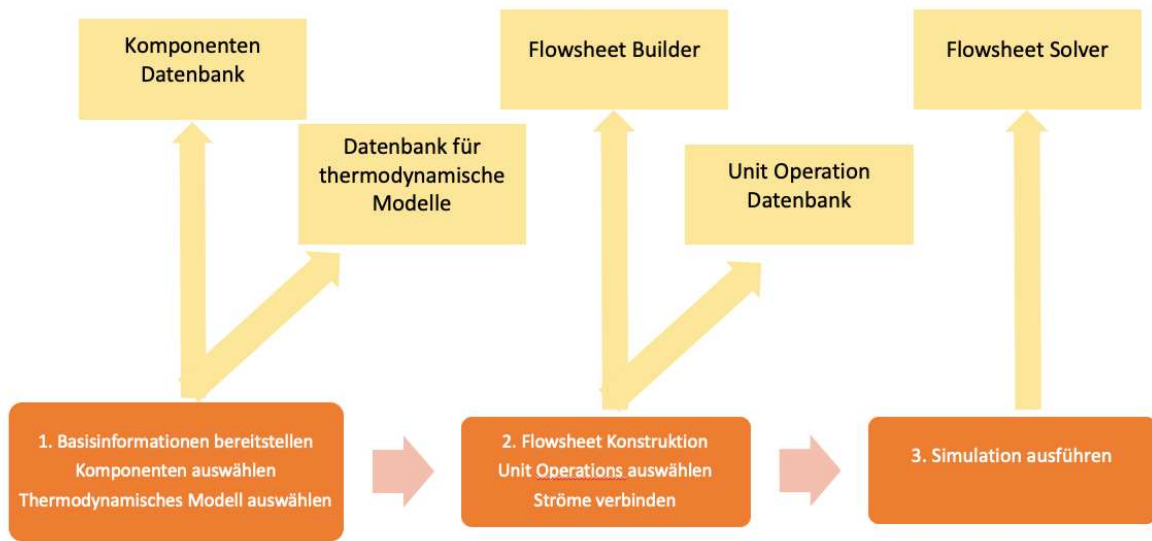 Komponenten
Datenbank
Flowsheet Builder
Flowsheet Solver
Datenbank für
thermodynamische
Modelle
Unit Operation
Datenbank
1. Basisinformationen bereitstellen
Komponenten auswählen
Thermodynamisches Modell auswählen
2. Flowsheet Konstruktion
Unit Operations auswählen
Ströme verbinden
3. Simulation ausführen